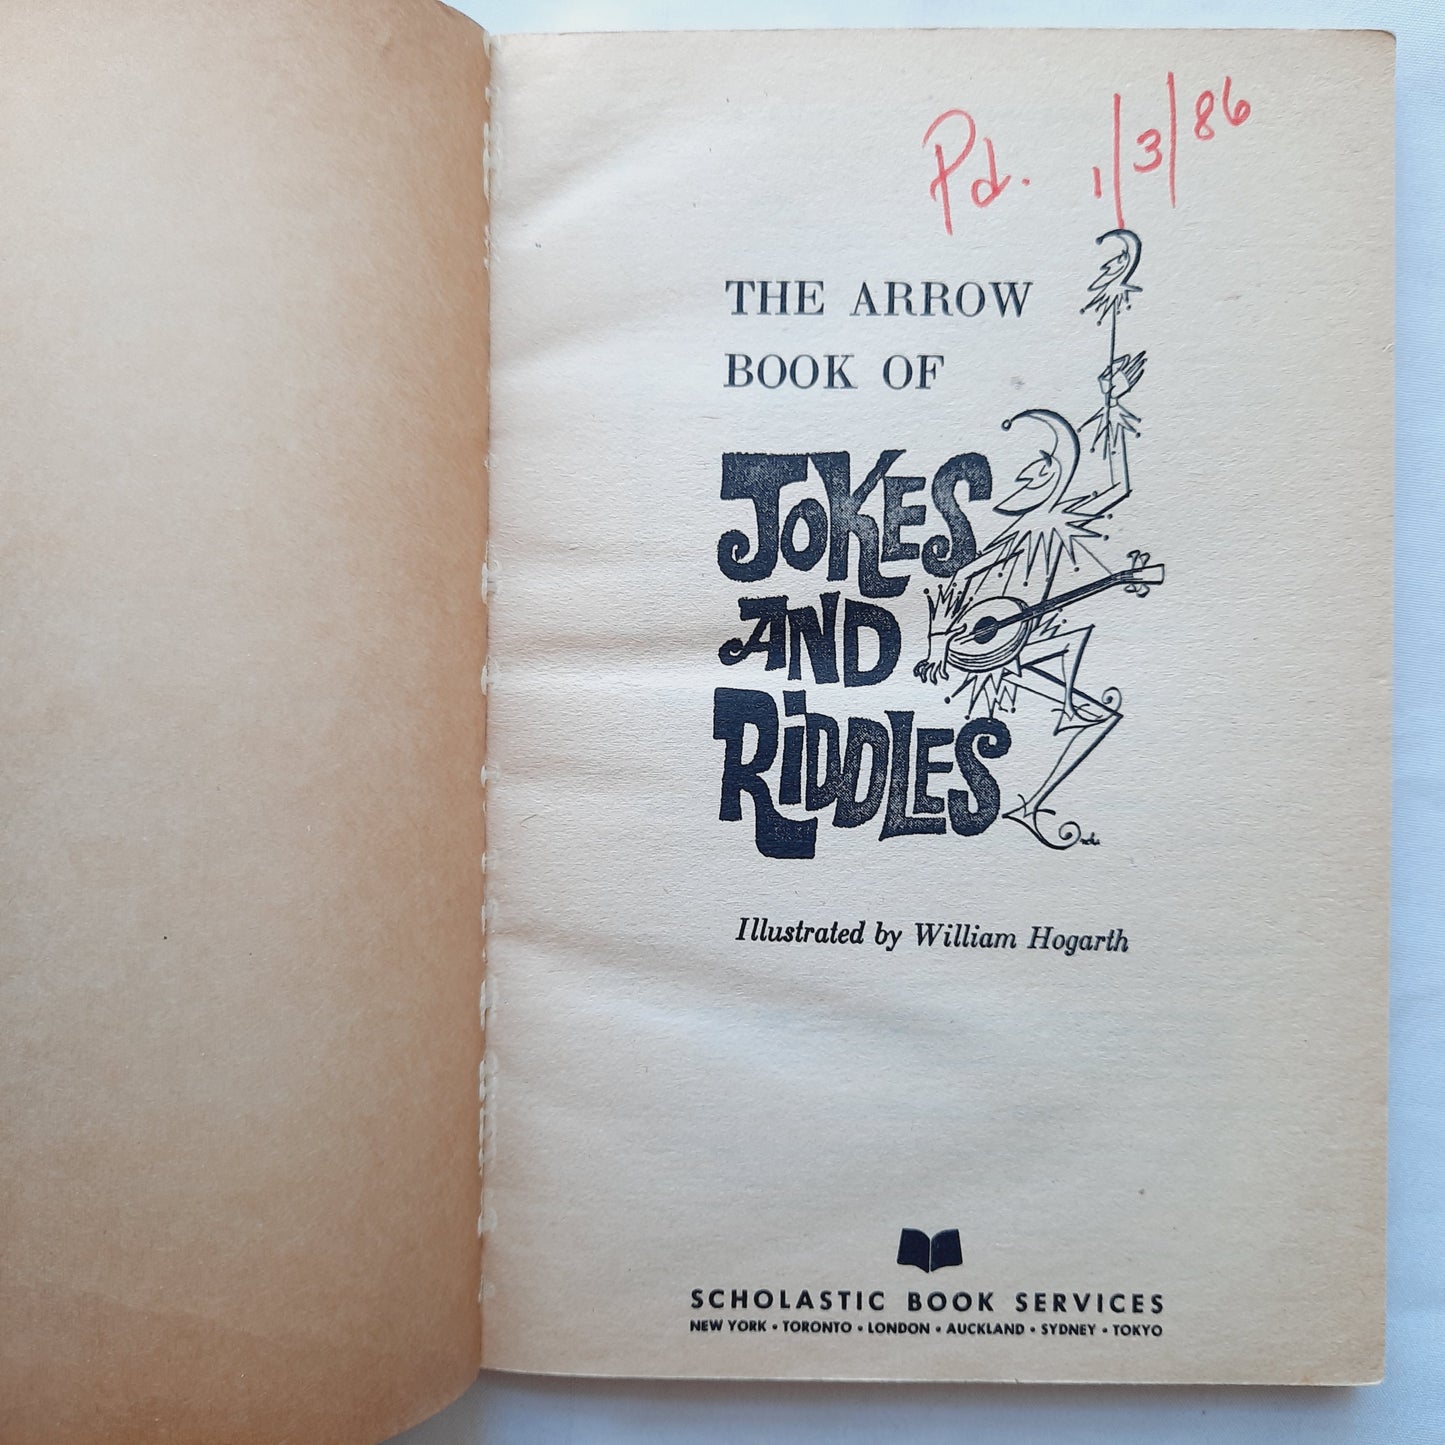 Pd. 1/3/86
THE ARROW
BOOK OF
JOKES
AND
RIDDLES
Illustrated by William Hogarth
SCHOLASTIC BOOK SERVICES
NEW YORK • TORONTO • LONDON • AUCKLAND • SYDNEY • TOKYO